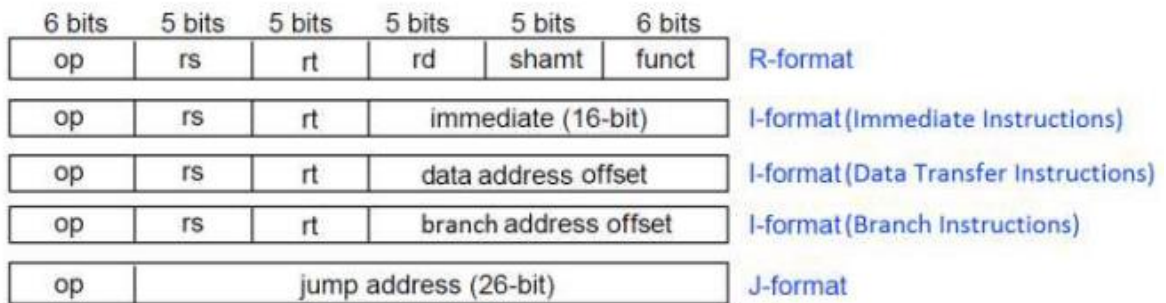 6 bits 5 bits 5 bits 5 bits 5 bits 6 bits
op rs rt rd shamt funct R-format
op rs rt immediate (16-bit) I-format(Immediate Instructions)
op rs rt data address offset I-format(Data Transfer Instructions)
op rs rt branch address offset I-format(Branch Instructions)
op jump address (26-bit) J-format